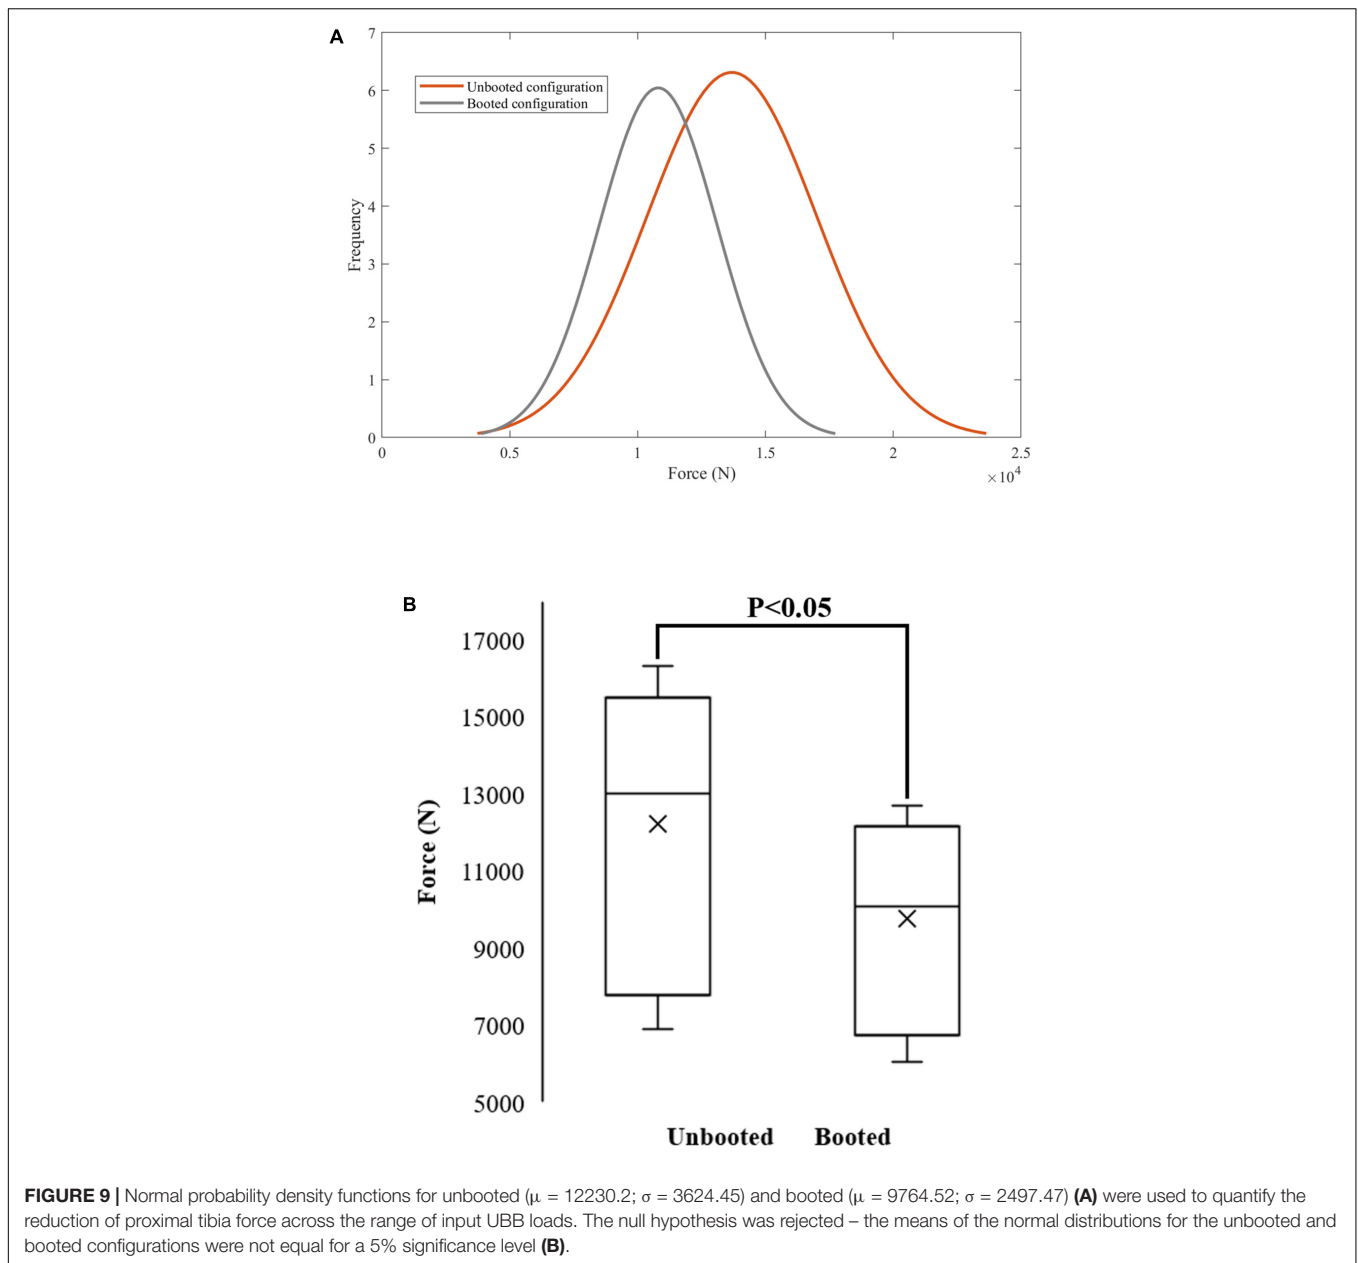 A
7
6
5
4
3
2
1
0
Frequency
Unbooted configuration
Booted configuration
0 0.5 1 1.5 2 2.5
Force (N)
×10⁴
B
P<0.05
17000
15000
13000
11000
9000
7000
5000
Force (N)
Unbooted Booted
FIGURE 9 | Normal probability density functions for unbooted (μ = 12230.2; σ = 3624.45) and booted (μ = 9764.52; σ = 2497.47) (A) were used to quantify the
reduction of proximal tibia force across the range of input UBB loads. The null hypothesis was rejected – the means of the normal distributions for the unbooted and
booted configurations were not equal for a 5% significance level (B).